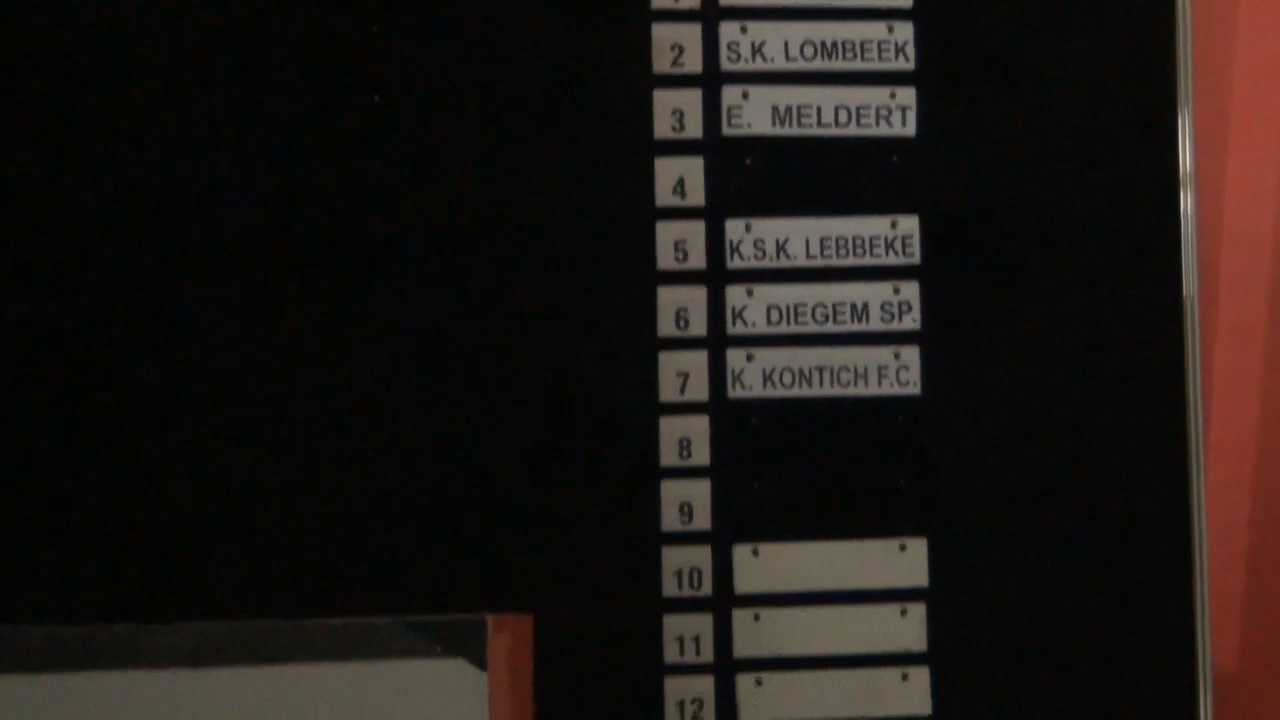 2 S.K. LOMBEEK
3 E. MELDERT
4
5 K.S.K. LEBBEKE
6 K. DIEGEM SP.
7 K. KONTICH F.C.
8
9
10
11
12